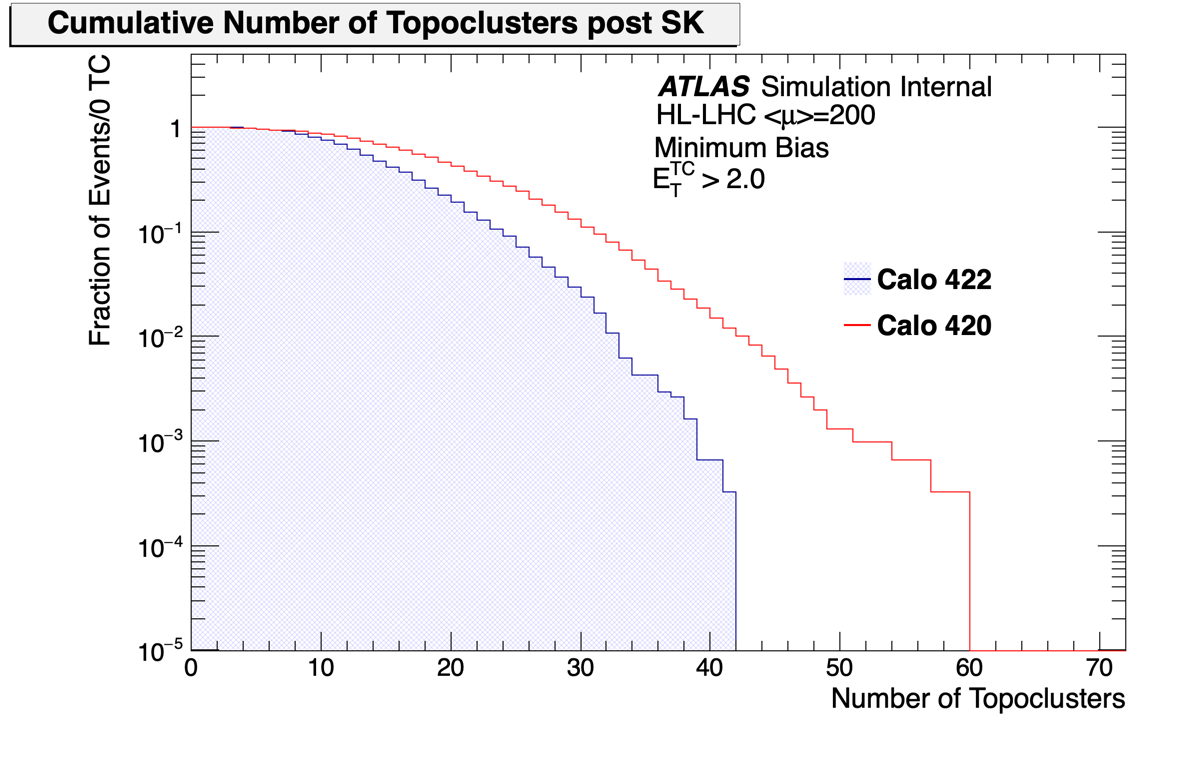 Cumulative Number of Topoclusters post SK
Fraction of Events/0 TC
ATLAS Simulation Internal
HL-LHC <μ>=200
Minimum Bias
E_T^TC > 2.0
Calo 422
Calo 420
1
10⁻¹
10⁻²
10⁻³
10⁻⁴
10⁻⁵
0 10 20 30 40 50 60 70
Number of Topoclusters